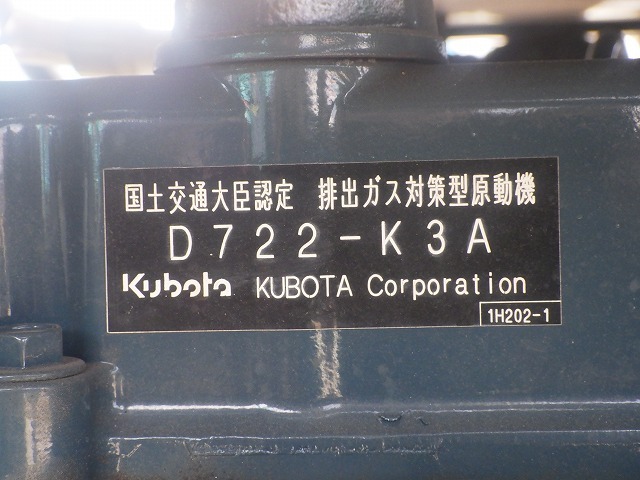 国土交通大臣認定 排出ガス対策型原動機
D722-K3A
Kubota KUBOTA Corporation
1H202-1